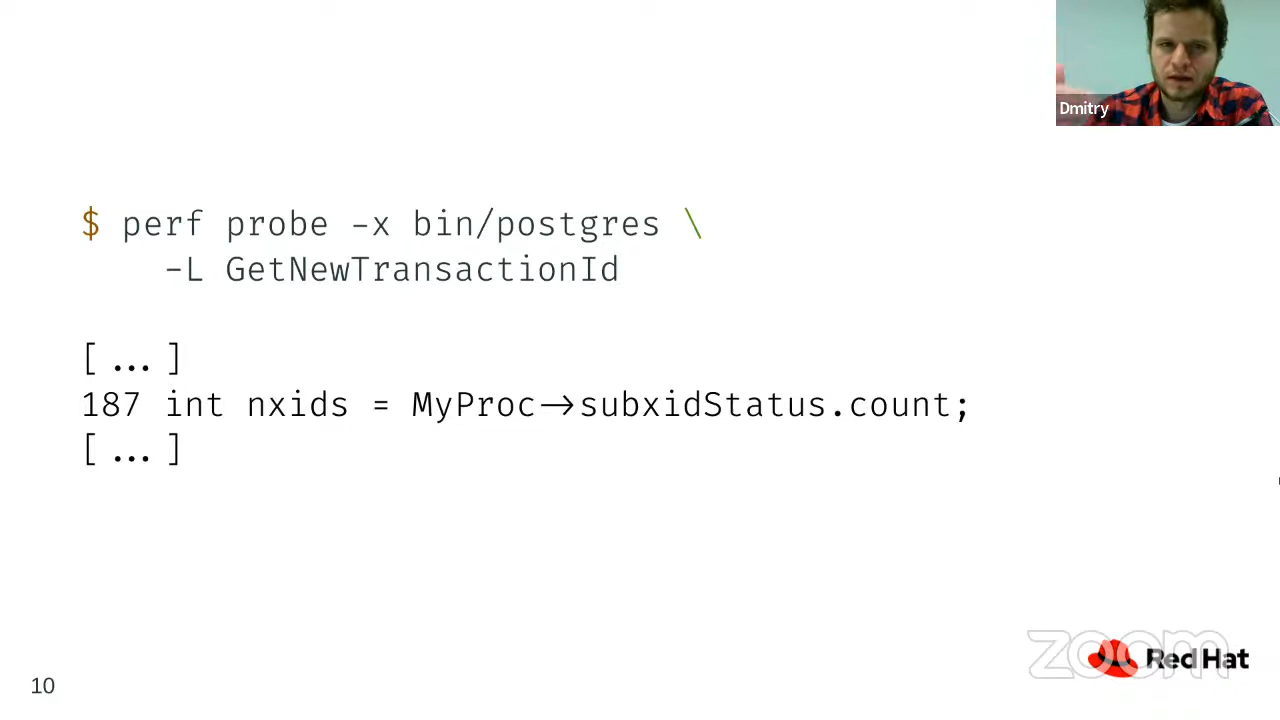 Dmitry
$ perf probe -x bin/postgres \
-L GetNewTransactionId
[ ... ]
187 int nxids = MyProc->subxidStatus.count;
[ ... ]
zoom
Red Hat
10